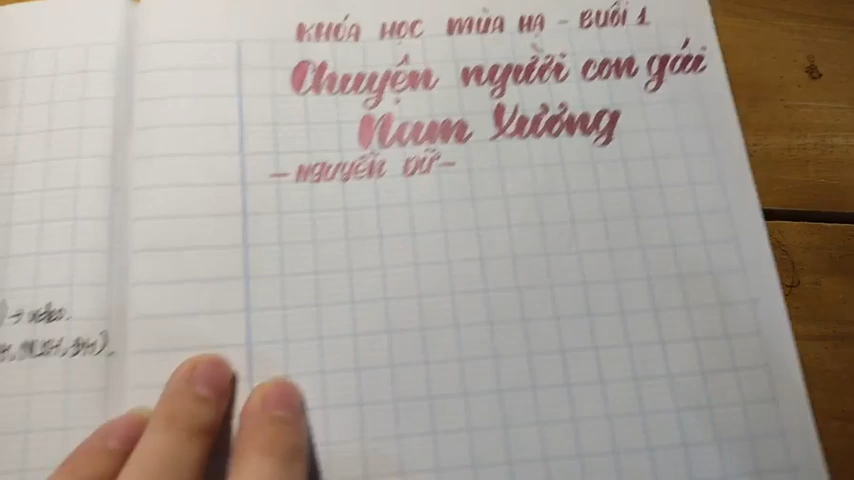 KHÓA HỌC MÙA HẠ - BUỔI 1
Chuyện người con gái
Nam Xương
- NGUYỄN DỮ -